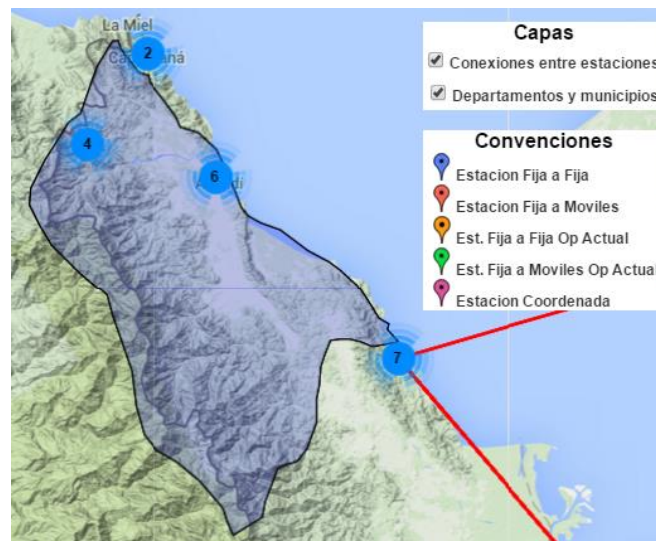 La Miel
2
4
6
7
Capas
Conexiones entre estaciones
Departamentos y municipios
Convenciones
Estacion Fija a Fija
Estacion Fija a Moviles
Est. Fija a Fija Op Actual
Est. Fija a Moviles Op Actual
Estacion Coordenada